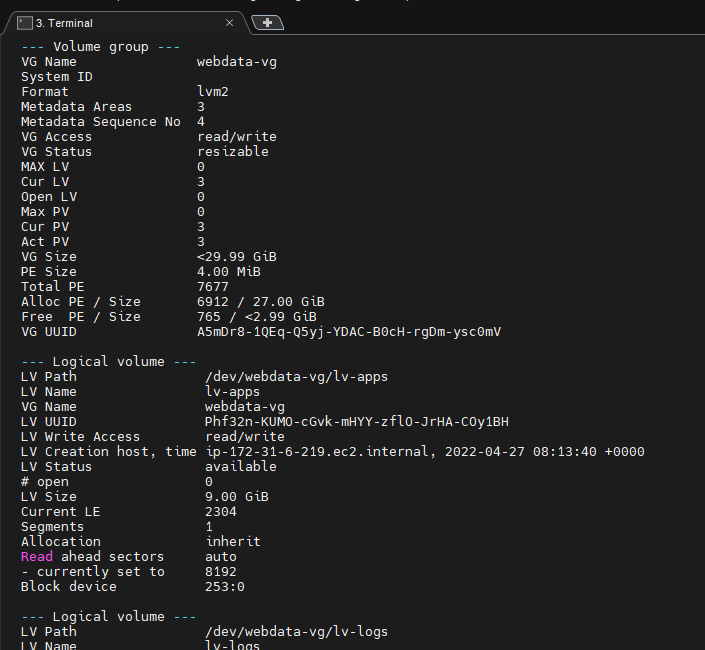 3. Terminal
--- Volume group ---
VG Name webdata-vg
System ID
Format lvm2
Metadata Areas 3
Metadata Sequence No 4
VG Access read/write
VG Status resizable
MAX LV 0
Cur LV 3
Open LV 0
Max PV 0
Cur PV 3
Act PV 3
VG Size <29.99 GiB
PE Size 4.00 MiB
Total PE 7677
Alloc PE / Size 6912 / 27.00 GiB
Free PE / Size 765 / <2.99 GiB
VG UUID A5mDr8-1QEq-Q5yj-YDAC-B0cH-rgDm-ysc0mV
--- Logical volume ---
LV Path /dev/webdata-vg/lv-apps
LV Name lv-apps
VG Name webdata-vg
LV UUID Phf32n-KUMO-cGvk-mHYY-zflO-JrHA-COy1BH
LV Write Access read/write
LV Creation host, time ip-172-31-6-219.ec2.internal, 2022-04-27 08:13:40 +0000
LV Status available
# open 0
LV Size 9.00 GiB
Current LE 2304
Segments 1
Allocation inherit
Read ahead sectors auto
- currently set to 8192
Block device 253:0
--- Logical volume ---
LV Path /dev/webdata-vg/lv-logs
LV Name lv-logs